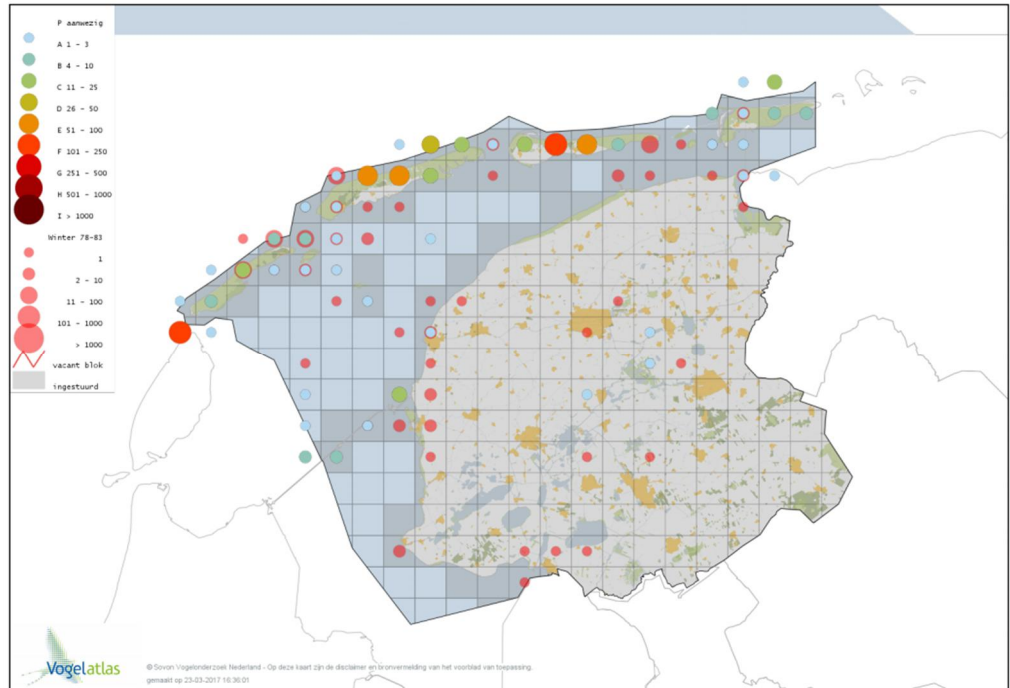 P aanwezig
A 1 - 3
B 4 - 10
C 11 - 25
D 26 - 50
E 51 - 100
F 101 - 250
G 251 - 500
H 501 - 1000
I > 1000
Winter 78-83
1
2 - 10
11 - 100
101 - 1000
> 1000
vacant blok
ingestuurd
Vogelatlas
© Sovon Vogelonderzoek Nederland - Op deze kaart zijn de disclaimer en bronvermelding van het voorblad van toepassing.
gemaakt op 23-03-2017 16:36:01